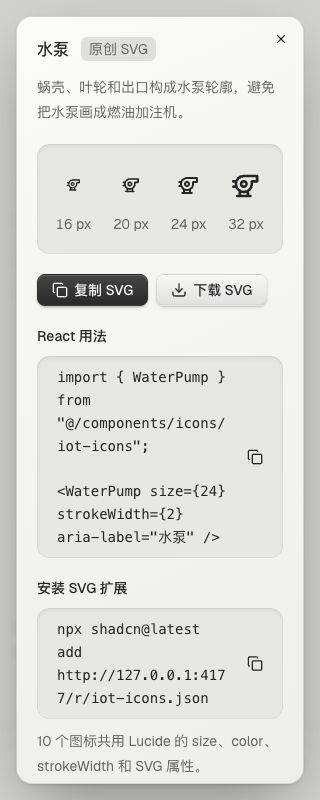 水泵 原创 SVG
蜗壳、叶轮和出口构成水泵轮廓，避免
把水泵画成燃油加注机。
16 px 20 px 24 px 32 px
复制 SVG 下载 SVG
React 用法
import { WaterPump }
from
"@/components/icons/
iot-icons";
<WaterPump size={24}
strokeWidth={2}
aria-label="水泵" />
安装 SVG 扩展
npx shadcn@latest
add
http://127.0.0.1:417
7/r/iot-icons.json
10 个图标共用 Lucide 的 size、color、
strokeWidth 和 SVG 属性。